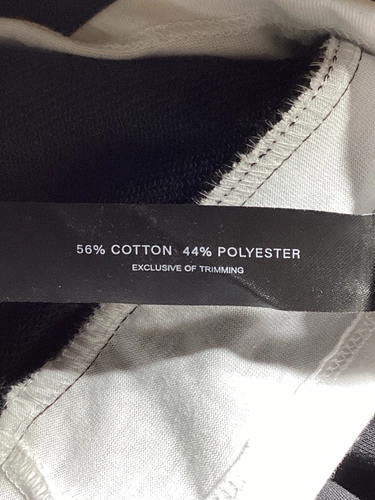 56% COTTON 44% POLYESTER
EXCLUSIVE OF TRIMMING